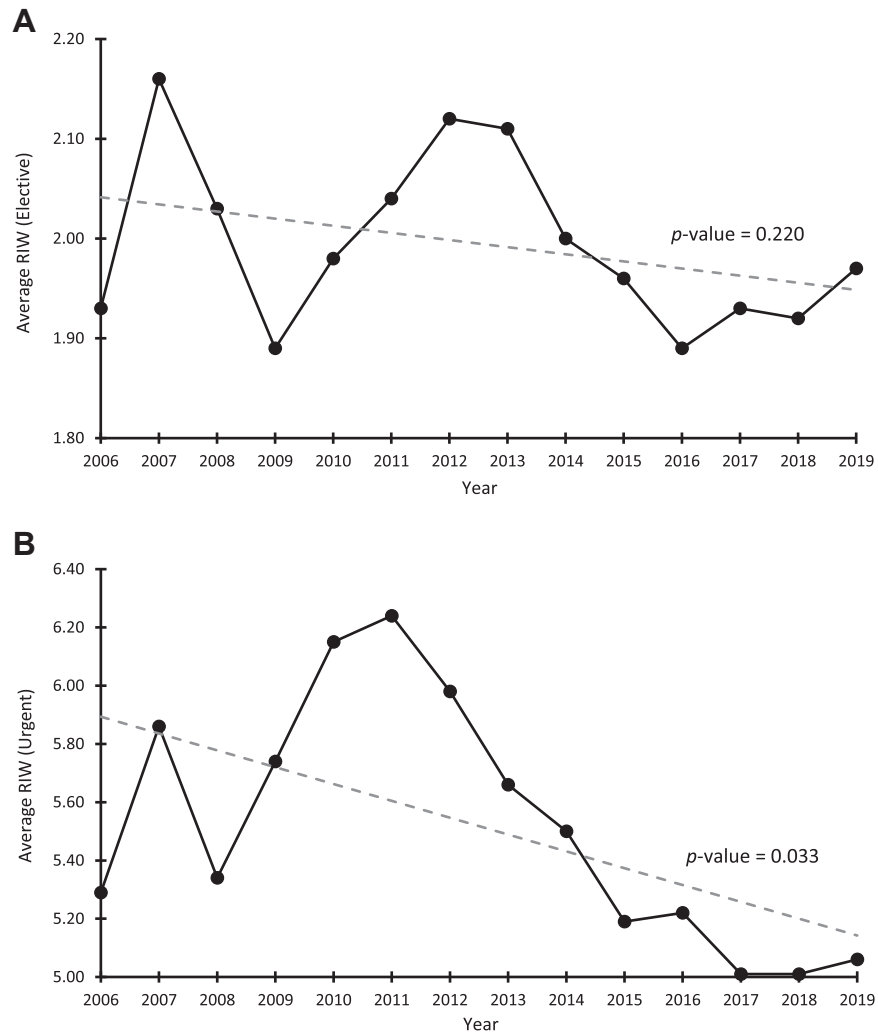 A
2.20
2.10
2.00
1.90
1.80
Average RIW (Elective)
p-value = 0.220
2006 2007 2008 2009 2010 2011 2012 2013 2014 2015 2016 2017 2018 2019
Year
B
6.40
6.20
6.00
5.80
5.60
5.40
5.20
5.00
Average RIW (Urgent)
p-value = 0.033
2006 2007 2008 2009 2010 2011 2012 2013 2014 2015 2016 2017 2018 2019
Year